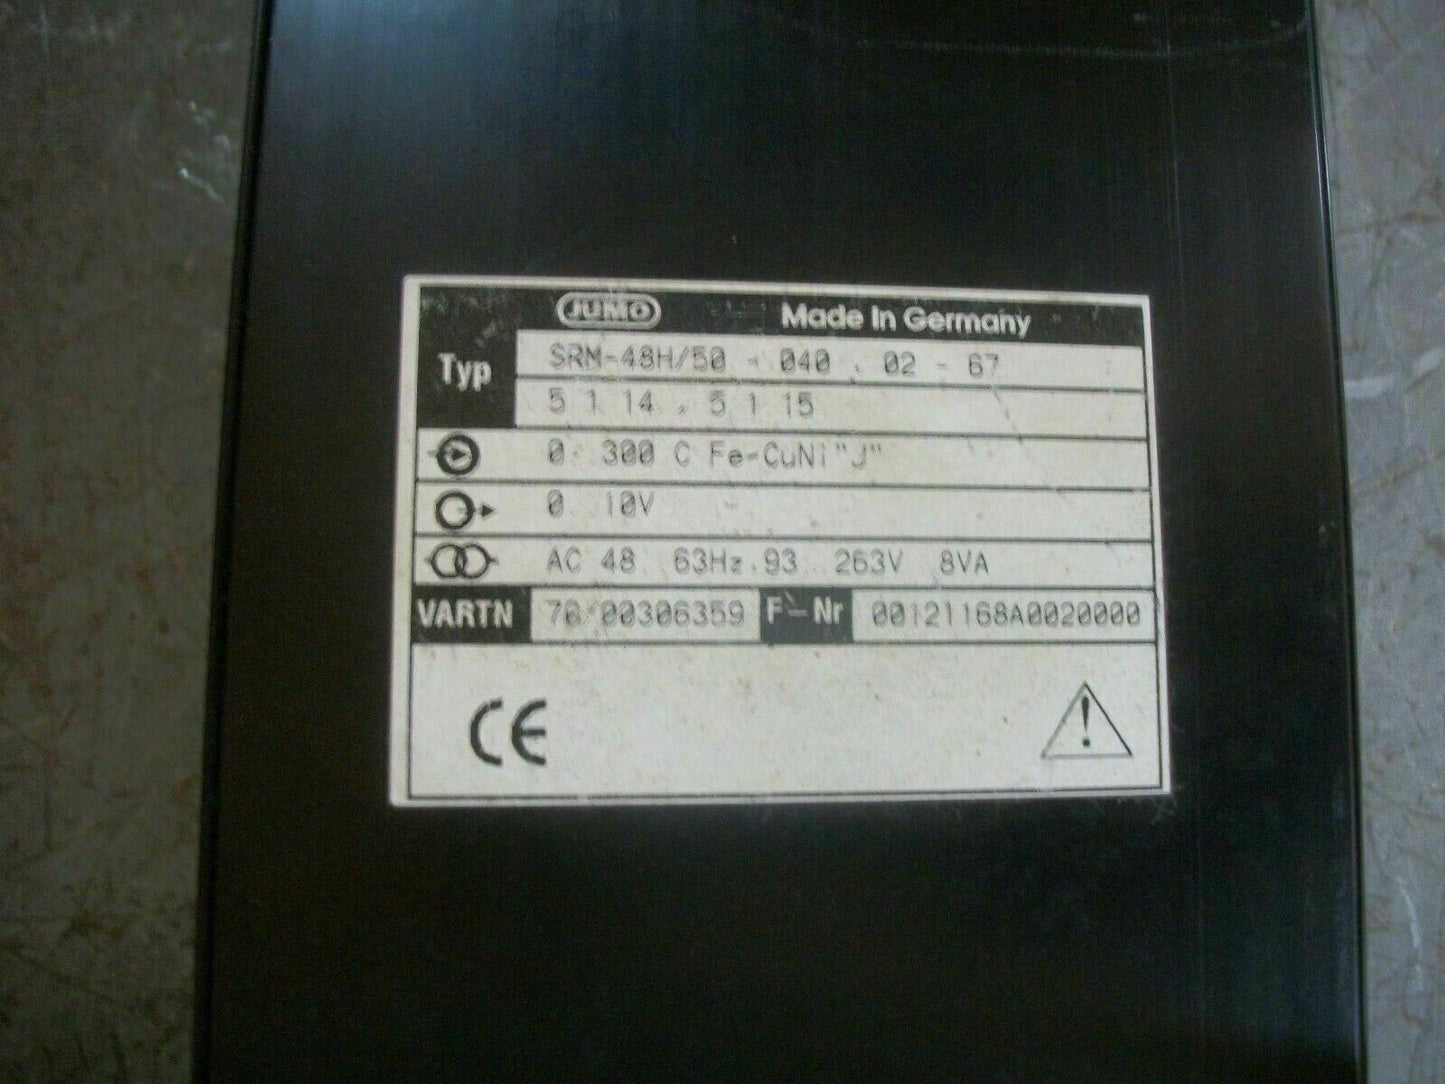 JUMO Made In Germany
Typ SRM-48H/50 - 040 . 02 - 67
5 1 14 . 5 1 15
0 300 C Fe-CuNi "J"
0 10V
AC 48 63Hz 93 263V 8VA
VARTN 70/00306359 F-Nr 00121168A0020000
CE